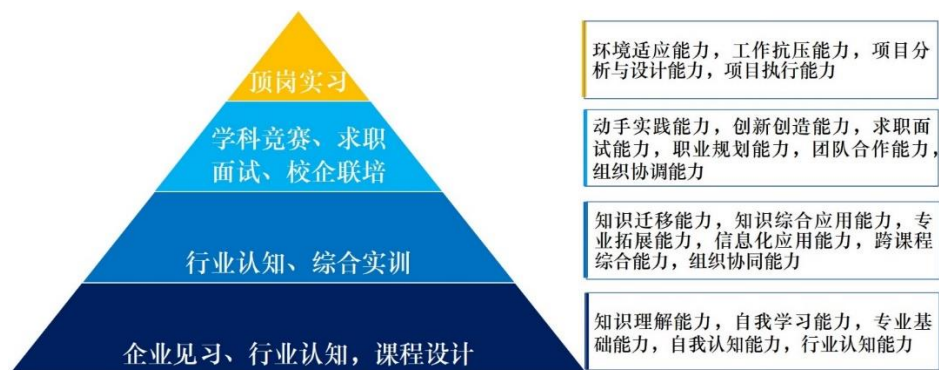 顶岗实习
环境适应能力，工作抗压能力，项目分
析与设计能力，项目执行能力
学科竞赛、求职
面试、校企联培
动手实践能力，创新创造能力，求职面
试能力，职业规划能力，团队合作能力，
组织协调能力
行业认知、综合实训
知识迁移能力，知识综合应用能力，专
业拓展能力，信息化应用能力，跨课程
综合能力，组织协同能力
企业见习、行业认知，课程设计
知识理解能力，自我学习能力，专业基
础能力，自我认知能力，行业认知能力